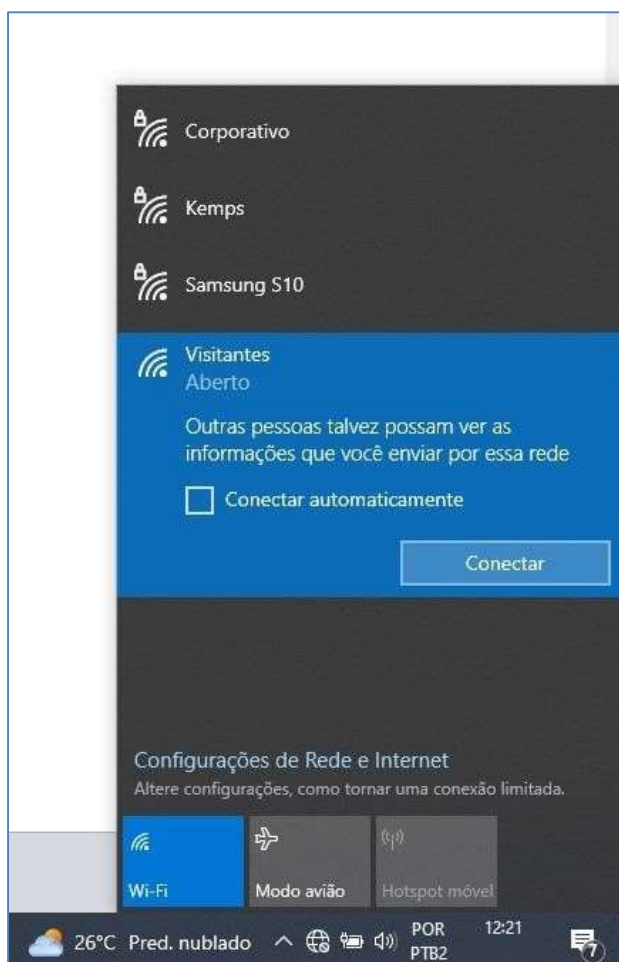 Corporativo
Kemps
Samsung S10
Visitantes
Aberto
Outras pessoas talvez possam ver as
informações que você enviar por essa rede
Conectar automaticamente
Conectar
Configurações de Rede e Internet
Altere configurações, como tornar uma conexão limitada.
Wi-Fi
Modo avião
Hotspot móvel
26°C Pred. nublado
POR
PTB2
12:21
7